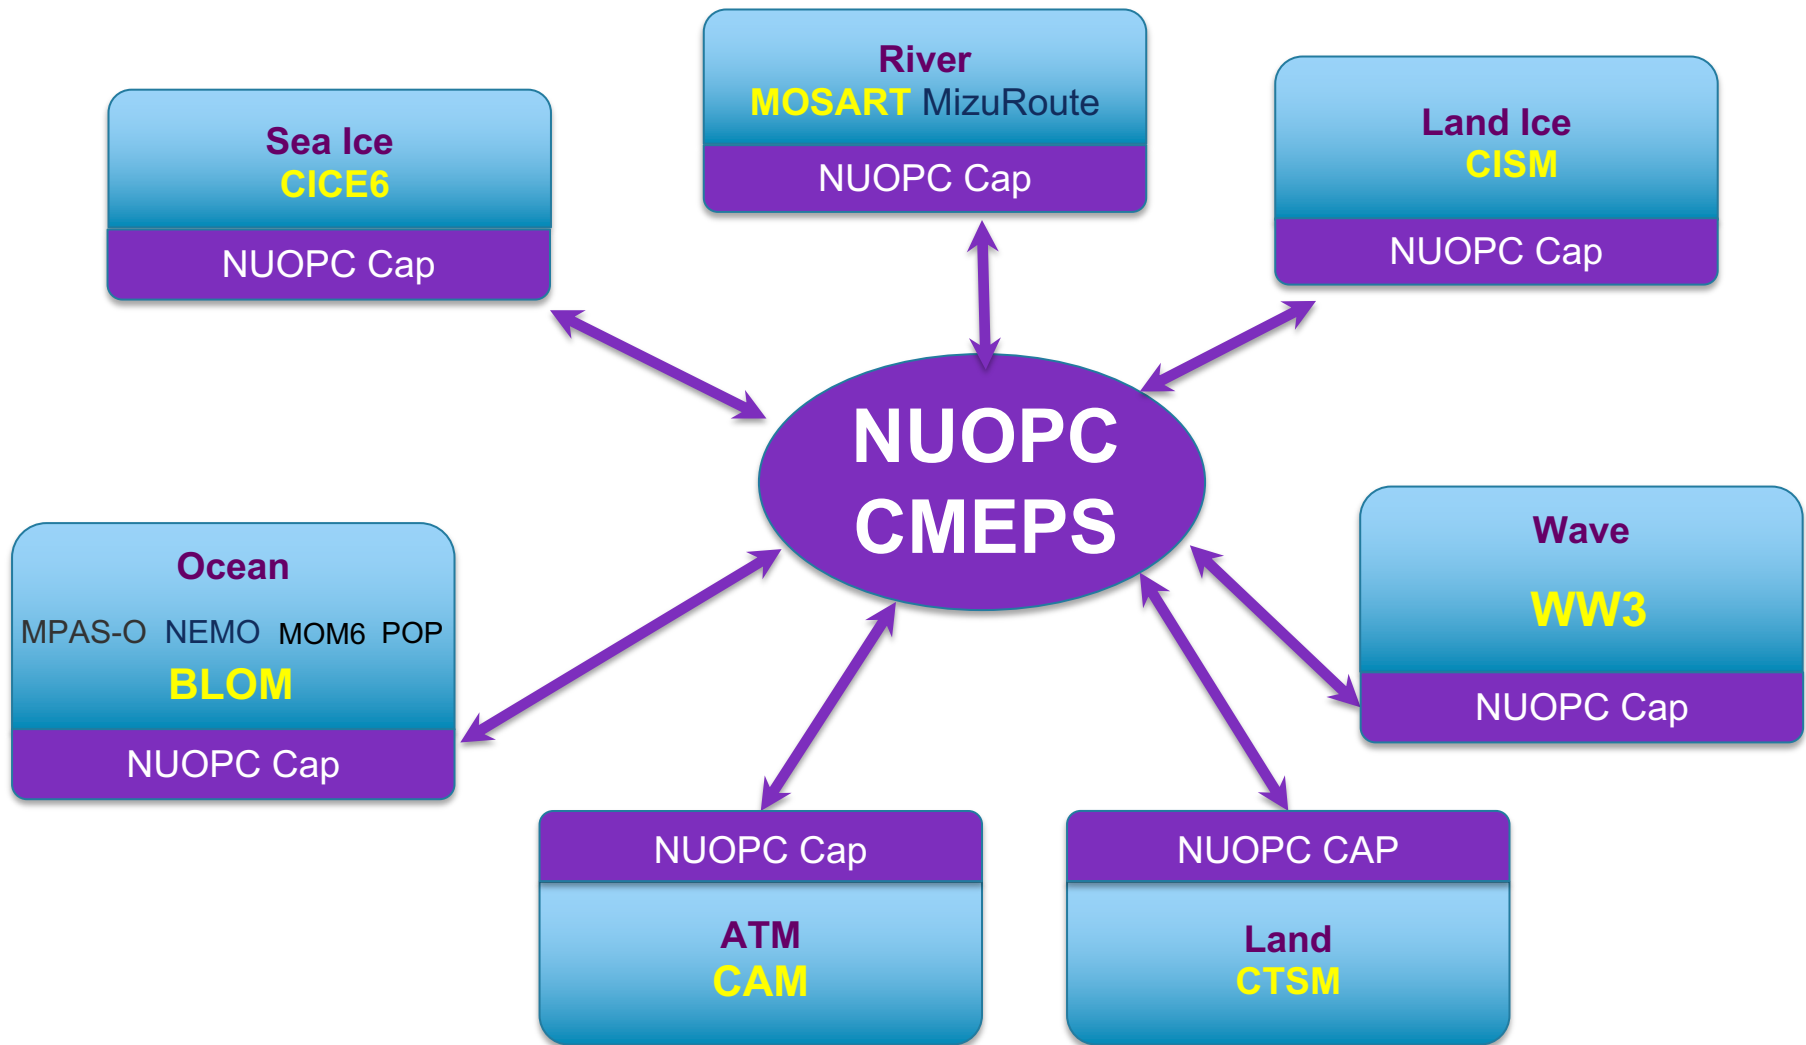 River
MOSART MizuRoute
NUOPC Cap
Sea Ice
CICE6
NUOPC Cap
Land Ice
CISM
NUOPC Cap
NUOPC
CMEPS
Ocean
MPAS-O NEMO MOM6 POP
BLOM
NUOPC Cap
Wave
WW3
NUOPC Cap
NUOPC Cap
ATM
CAM
NUOPC CAP
Land
CTSM